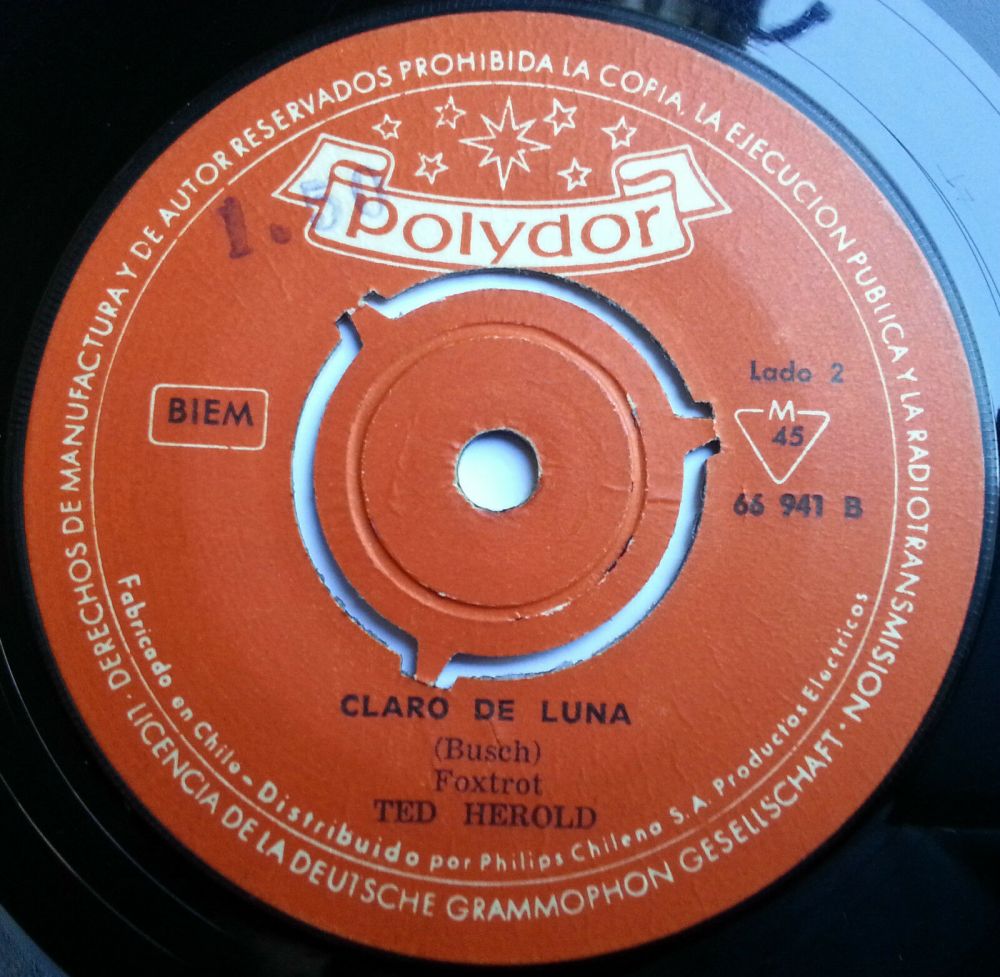 DERECHOS DE MANUFACTURA Y DE AUTOR RESERVADOS PROHIBIDA LA COPIA, LA EJECUCION PUBLICA Y LA RADIOTRANSMISION
polydor
BIEM
Lado 2
M
45
66 941 B
CLARO DE LUNA
(Busch)
Foxtrot
TED HEROLD
Fabricado en Chile - Distribuido por Philips Chilena S.A. Productos Electricos
· LICENCIA DE LA DEUTSCHE GRAMMOPHON GESELLSCHAFT ·